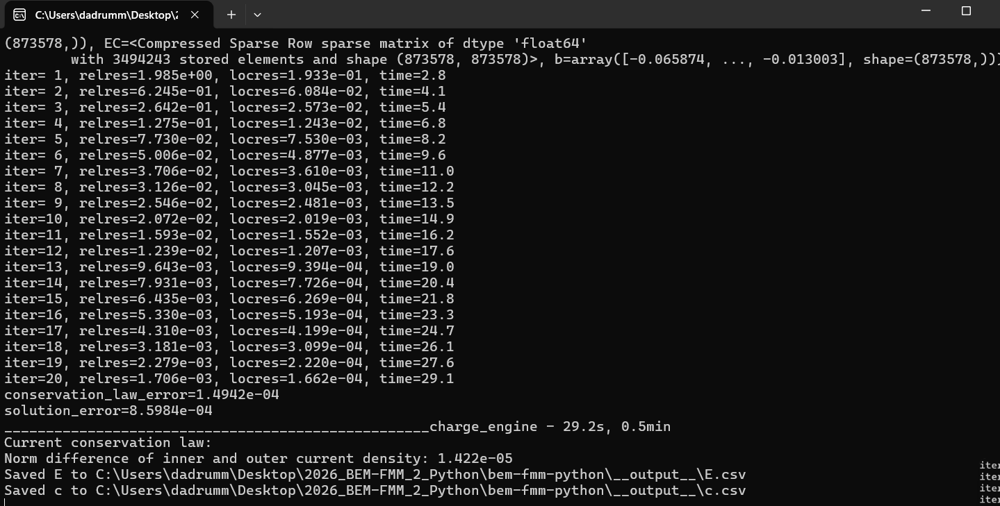 C:\Users\dadrumm\Desktop\2
(873578,)), EC=<Compressed Sparse Row sparse matrix of dtype 'float64'
        with 3494243 stored elements and shape (873578, 873578)>, b=array([-0.065874, ..., -0.013003], shape=(873578,)))
iter= 1, relres=1.985e+00, locres=1.933e-01, time=2.8
iter= 2, relres=6.245e-01, locres=6.084e-02, time=4.1
iter= 3, relres=2.642e-01, locres=2.573e-02, time=5.4
iter= 4, relres=1.275e-01, locres=1.243e-02, time=6.8
iter= 5, relres=7.730e-02, locres=7.530e-03, time=8.2
iter= 6, relres=5.006e-02, locres=4.877e-03, time=9.6
iter= 7, relres=3.706e-02, locres=3.610e-03, time=11.0
iter= 8, relres=3.126e-02, locres=3.045e-03, time=12.2
iter= 9, relres=2.546e-02, locres=2.481e-03, time=13.5
iter=10, relres=2.072e-02, locres=2.019e-03, time=14.9
iter=11, relres=1.593e-02, locres=1.552e-03, time=16.2
iter=12, relres=1.239e-02, locres=1.207e-03, time=17.6
iter=13, relres=9.643e-03, locres=9.394e-04, time=19.0
iter=14, relres=7.931e-03, locres=7.726e-04, time=20.4
iter=15, relres=6.435e-03, locres=6.269e-04, time=21.8
iter=16, relres=5.330e-03, locres=5.193e-04, time=23.3
iter=17, relres=4.310e-03, locres=4.199e-04, time=24.7
iter=18, relres=3.181e-03, locres=3.099e-04, time=26.1
iter=19, relres=2.279e-03, locres=2.220e-04, time=27.6
iter=20, relres=1.706e-03, locres=1.662e-04, time=29.1
conservation_law_error=1.4942e-04
solution_error=8.5984e-04
___________________________________________________charge_engine - 29.2s, 0.5min
Current conservation law:
Norm difference of inner and outer current density: 1.422e-05
Saved E to C:\Users\dadrumm\Desktop\2026_BEM-FMM_2_Python\bem-fmm-python\__output__\E.csv
Saved c to C:\Users\dadrumm\Desktop\2026_BEM-FMM_2_Python\bem-fmm-python\__output__\c.csv
iter
iter
iter
iter